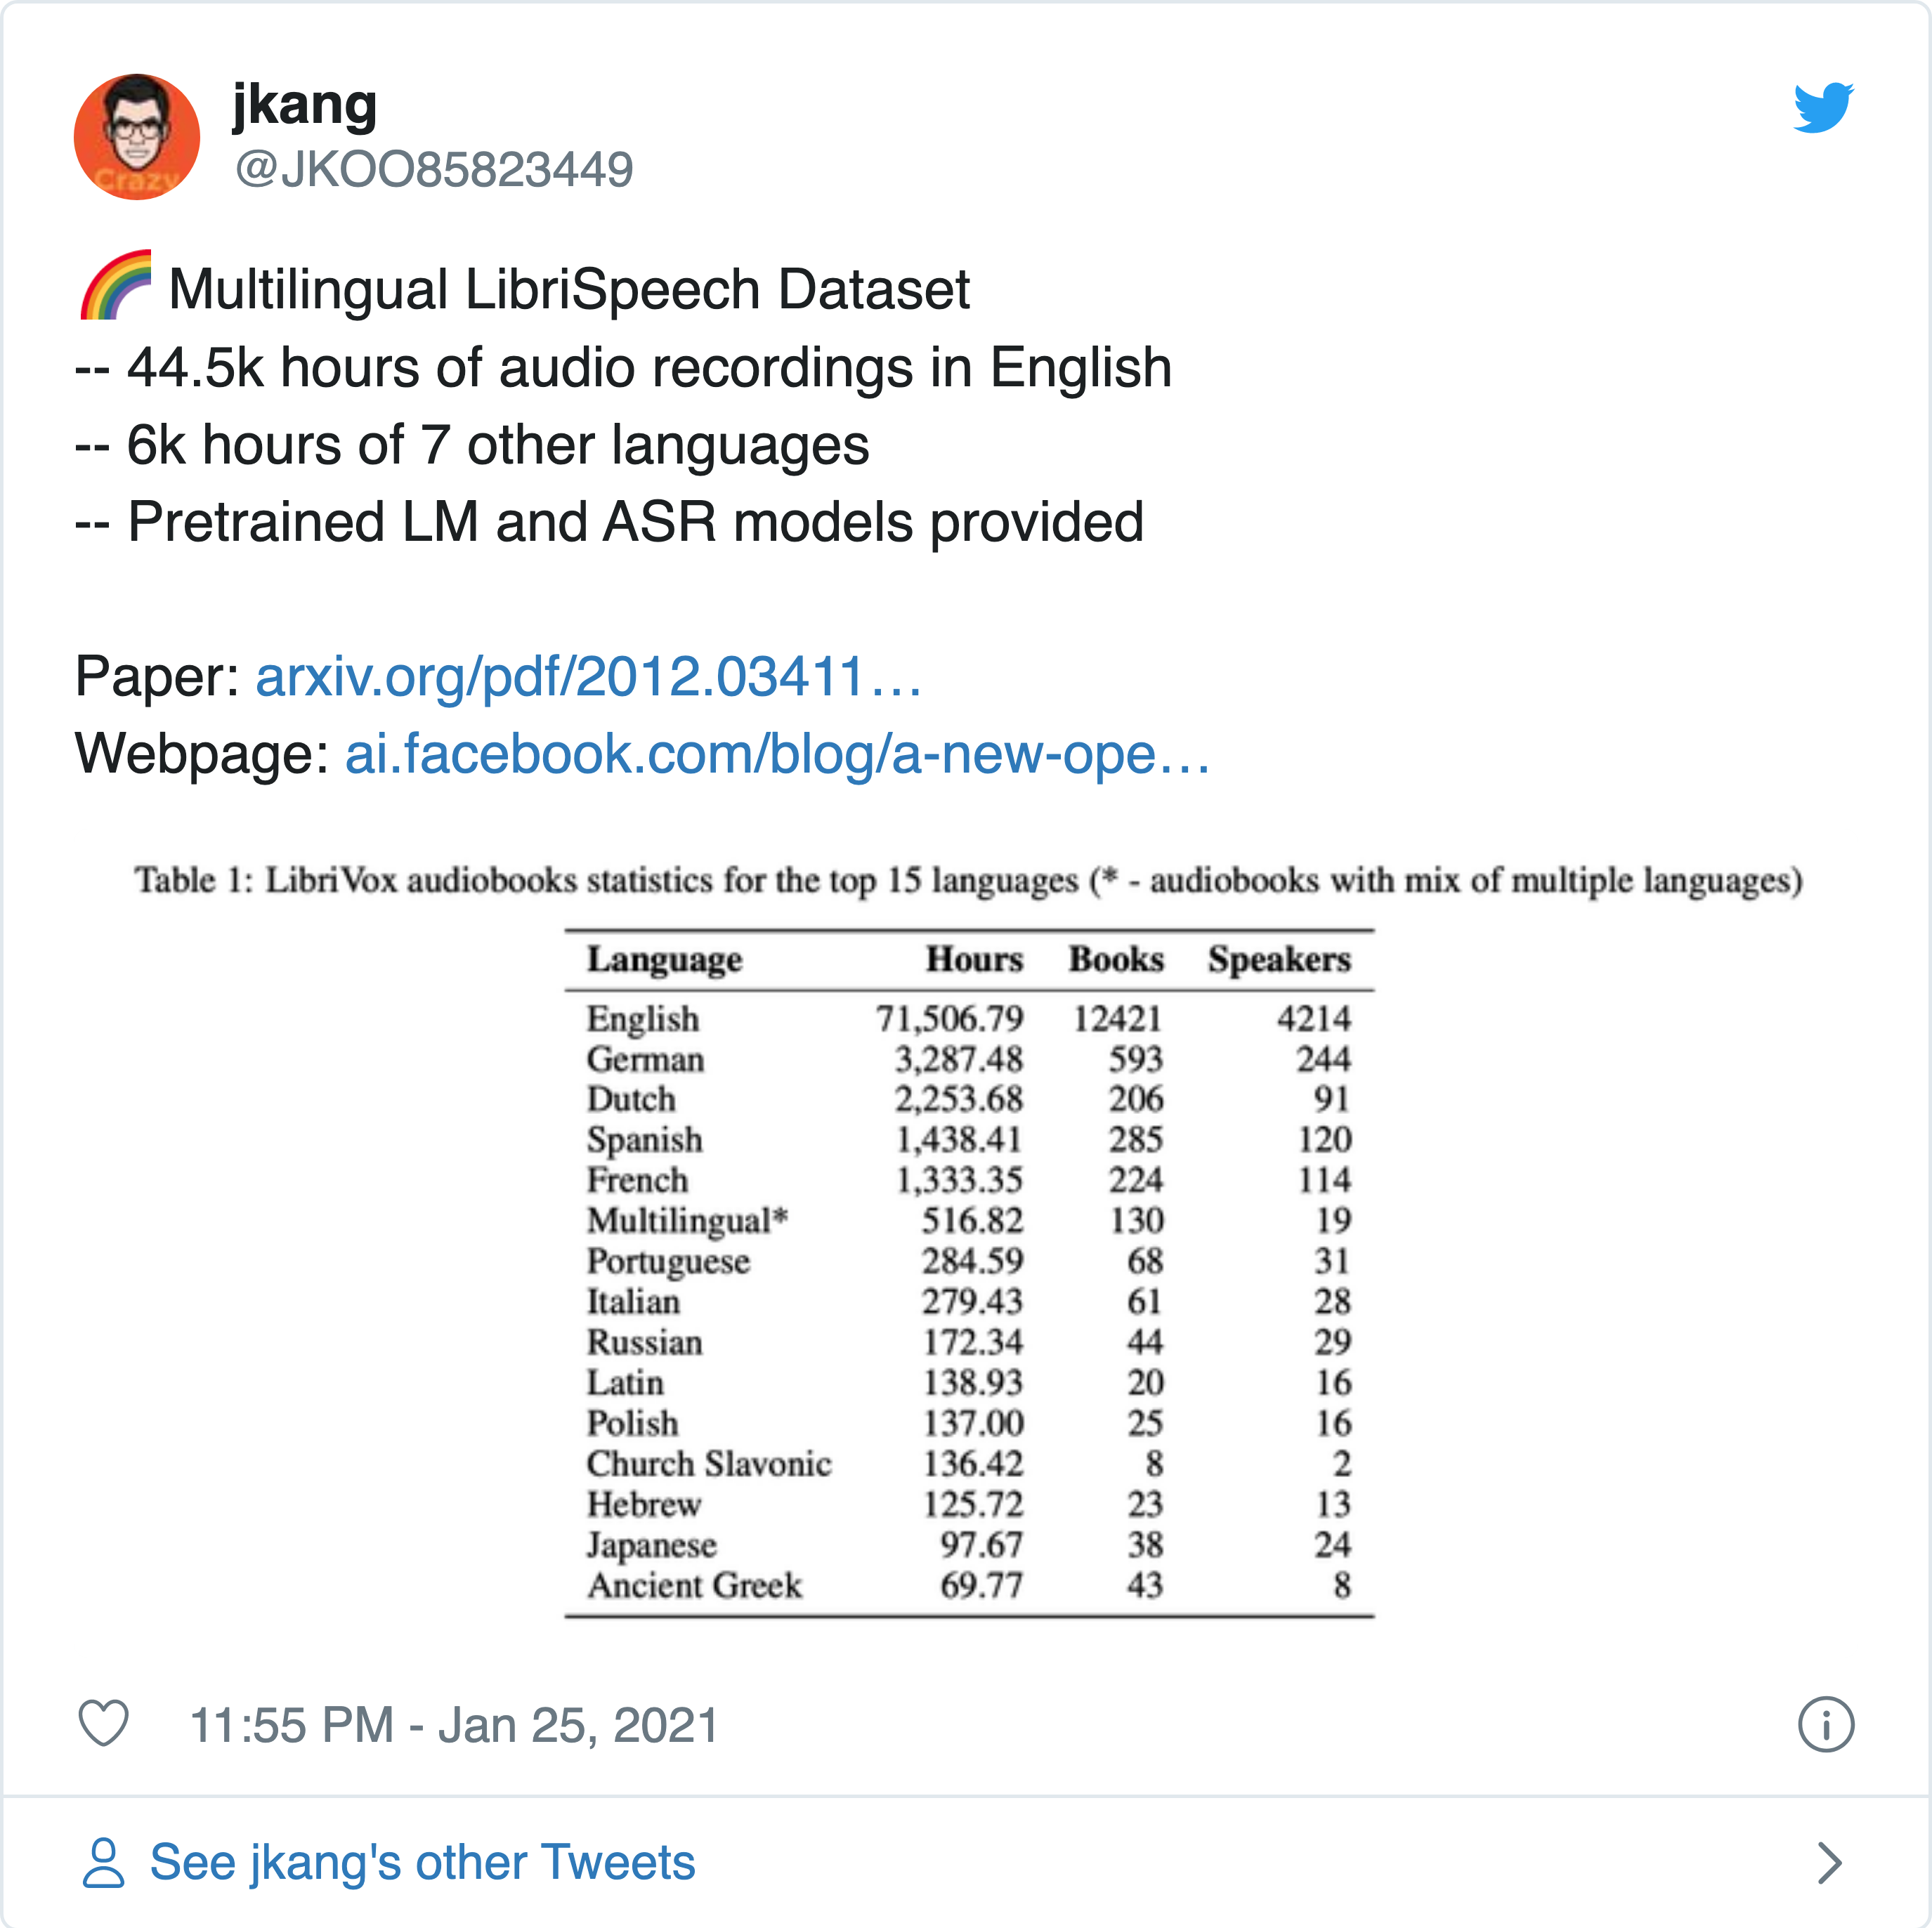 Crazy
jkang
@JKOO85823449
🌈 Multilingual LibriSpeech Dataset
-- 44.5k hours of audio recordings in English
-- 6k hours of 7 other languages
-- Pretrained LM and ASR models provided
Paper: arxiv.org/pdf/2012.03411…
Webpage: ai.facebook.com/blog/a-new-ope…
Table 1: LibriVox audiobooks statistics for the top 15 languages (* - audiobooks with mix of multiple languages)
Language Hours Books Speakers
English 71,506.79 12421 4214
German 3,287.48 593 244
Dutch 2,253.68 206 91
Spanish 1,438.41 285 120
French 1,333.35 224 114
Multilingual* 516.82 130 19
Portuguese 284.59 68 31
Italian 279.43 61 28
Russian 172.34 44 29
Latin 138.93 20 16
Polish 137.00 25 16
Church Slavonic 136.42 8 2
Hebrew 125.72 23 13
Japanese 97.67 38 24
Ancient Greek 69.77 43 8
11:55 PM - Jan 25, 2021
See jkang's other Tweets